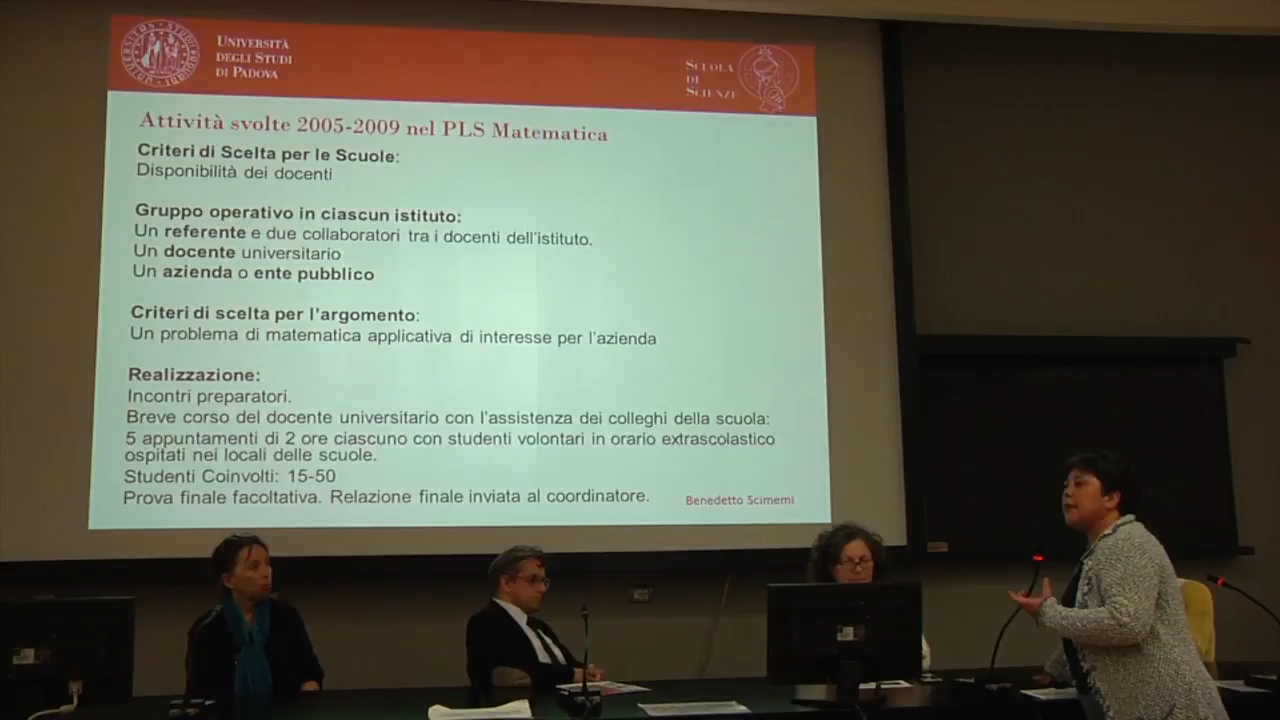 UNIVERSITÀ
DEGLI STUDI
DI PADOVA
SCUOLA
DI
SCIENZE
Attività svolte 2005-2009 nel PLS Matematica
Criteri di Scelta per le Scuole:
Disponibilità dei docenti
Gruppo operativo in ciascun istituto:
Un referente e due collaboratori tra i docenti dell'istituto.
Un docente universitario
Un azienda o ente pubblico
Criteri di scelta per l'argomento:
Un problema di matematica applicativa di interesse per l'azienda
Realizzazione:
Incontri preparatori.
Breve corso del docente universitario con l'assistenza dei colleghi della scuola:
5 appuntamenti di 2 ore ciascuno con studenti volontari in orario extrascolastico
ospitati nei locali delle scuole.
Studenti Coinvolti: 15-50
Prova finale facoltativa. Relazione finale inviata al coordinatore.
Benedetto Scimemi